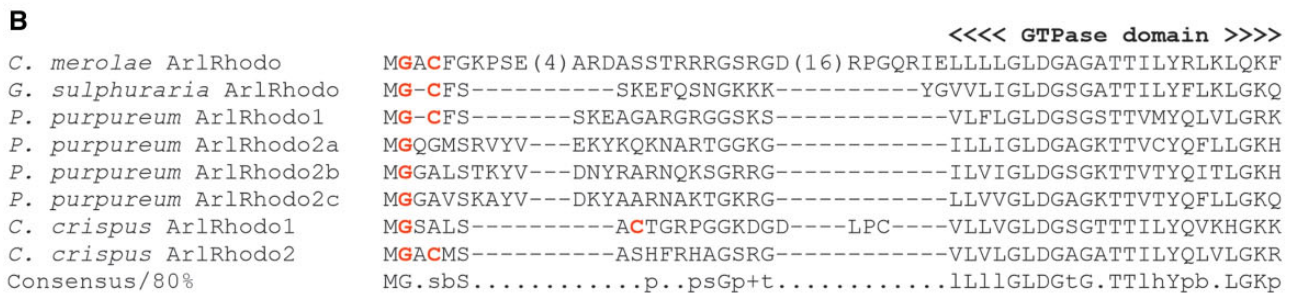 B
<<<< GTPase domain >>>>
C. merolae ArlRhodo MGACFGKPSE(4)ARDASSTRRRGSRGD(16)RPGQRIELLLLGLDGAGATTILYRLKLQKF
G. sulphuraria ArlRhodo MG-CFS---------SKEFQSNGKKK----------YGVVLIGLDGSGATTILYFLKLGKQ
P. purpureum ArlRhodo1 MG-CFS-------SKEAGARGRGGSKS------------VLFLGLDGSGSTTVMYQLVLGRK
P. purpureum ArlRhodo2a MGQGMSRVYV---EKYKQKNARTGGKG------------ILLIGLDGAGKTTVCYQFLLGKH
P. purpureum ArlRhodo2b MGGALSTKYV---DNYRARNQKSGRRG------------ILVIGLDGSGKTTVTYQITLGKH
P. purpureum ArlRhodo2c MGGAVSKAYV---DKYAARNAKTGKRG------------LLVVGLDGAGKTTVTYQFLLGKQ
C. crispus ArlRhodo1 MGSALS---------ACTGRPGGKDGD----LPC----VLLVGLDGSGTTTILYQVKHGKK
C. crispus ArlRhodo2 MGACMS---------ASHFRHAGSRG------------VLVLGLDGAGATTILYQLVLGKR
Consensus/80% MG.sbS............p..psGp+t............lLllGLDGtG.TTlhYpb.LGKp